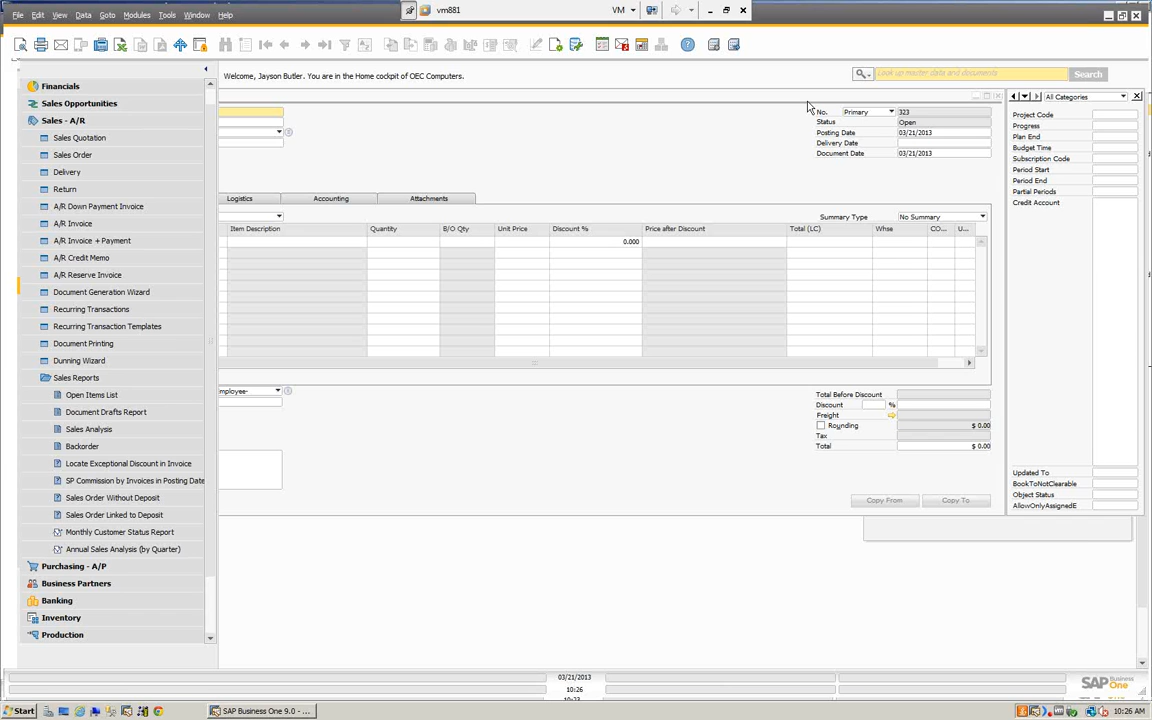 vm881
VM
File Edit View Data Goto Modules Tools Window Help
Search
Welcome, Jayson Butler. You are in the Home cockpit of OEC Computers.
Look up master data and documents
Financials
Sales Opportunities
Sales - A/R
Sales Quotation
Sales Order
Delivery
Return
A/R Down Payment Invoice
A/R Invoice
A/R Invoice + Payment
A/R Credit Memo
A/R Reserve Invoice
Document Generation Wizard
Recurring Transactions
Recurring Transaction Templates
Document Printing
Dunning Wizard
Sales Reports
Open Items List
Document Drafts Report
Sales Analysis
Backorder
Locate Exceptional Discount in Invoice
SP Commission by Invoices in Posting Date
Sales Order Without Deposit
Sales Order Linked to Deposit
Monthly Customer Status Report
Annual Sales Analysis (by Quarter)
Purchasing - A/P
Business Partners
Banking
Inventory
Production
No. Primary 323
Status Open
Posting Date 03/21/2013
Delivery Date
Document Date 03/21/2013
Logistics Accounting Attachments
Summary Type No Summary
Item Description Quantity B/O Qty Unit Price Discount % Price after Discount Total (LC) Whse CO... U...
0.000
mployee-
Total Before Discount
Discount %
Freight
Rounding $ 0.00
Tax
Total $ 0.00
Copy From Copy To
All Categories
Project Code
Progress
Plan End
Budget Time
Subscription Code
Period Start
Period End
Partial Periods
Credit Account
Updated To
BookToNotClearable
Object Status
AllowOnlyAssignedE
03/21/2013
10:26
SAP Business One
Start
SAP Business One 9.0 - ...
10:26 AM